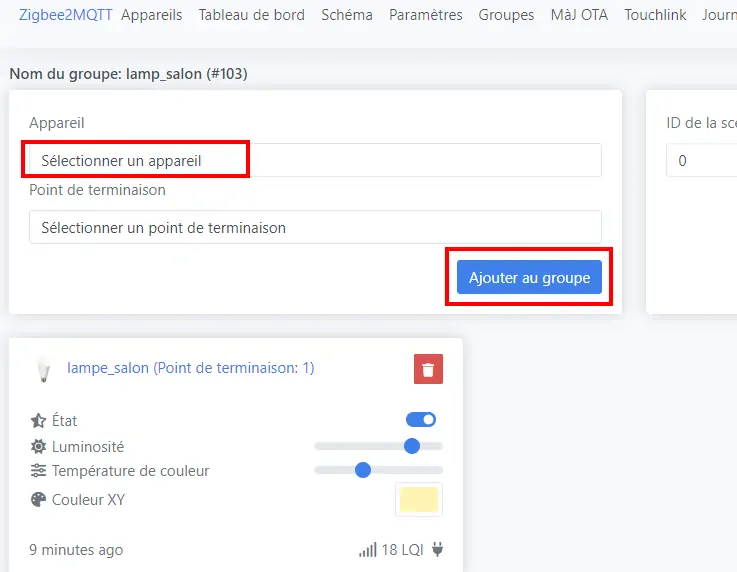 Zigbee2MQTT Appareils Tableau de bord Schéma Paramètres Groupes MàJ OTA Touchlink Journ
Nom du groupe: lamp_salon (#103)
Appareil
Sélectionner un appareil
Point de terminaison
Sélectionner un point de terminaison
Ajouter au groupe
ID de la scè
0
lampe_salon (Point de terminaison: 1)
État
Luminosité
Température de couleur
Couleur XY
9 minutes ago 18 LQI